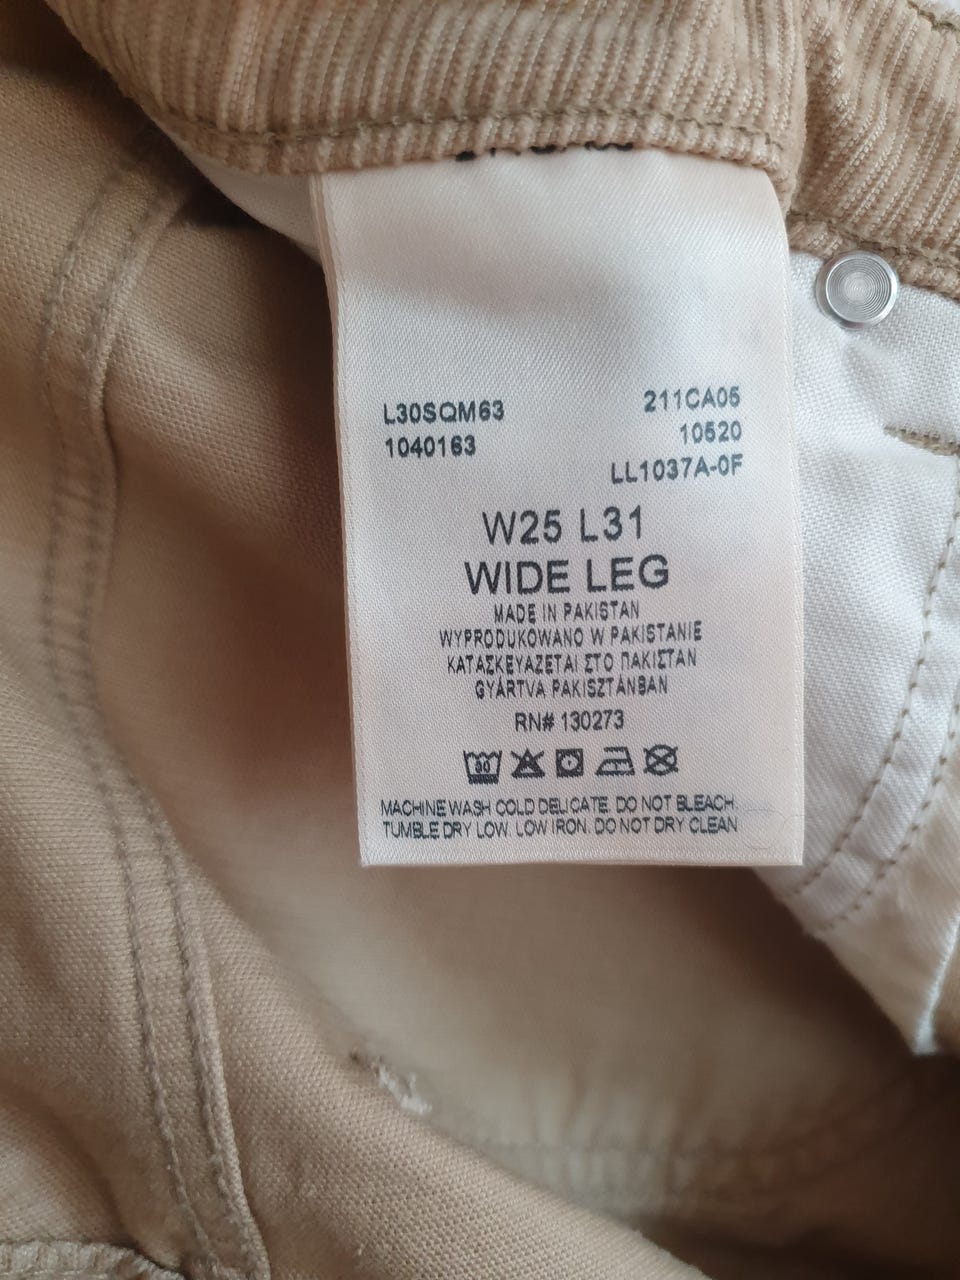 L30SQM63 211CA05
1040163 10520
LL1037A-0F
W25 L31
WIDE LEG
MADE IN PAKISTAN
WYPRODUKOWANO W PAKISTANIE
ΚΑΤΑΣΚΕΥΑΖΕΤΑΙ ΣΤΟ ΠΑΚΙΣΤΑΝ
GYÁRTVA PAKISZTÁNBAN
RN# 130273
30
MACHINE WASH COLD DELICATE. DO NOT BLEACH.
TUMBLE DRY LOW. LOW IRON. DO NOT DRY CLEAN